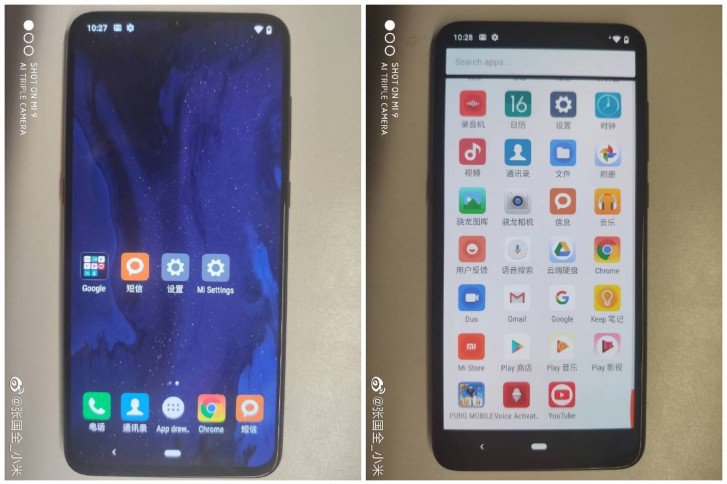 10:27
SHOT ON MI 9
AI TRIPLE CAMERA
Google
短信
设置
Mi Settings
电话
通讯录
App draw..
Chrome
短信
@张国全_小米
10:28
SHOT ON MI 9
AI TRIPLE CAMERA
Search apps...
录音机
16
日历
设置
时钟
视频
通讯录
文件
相册
骁龙图库
骁龙相机
信息
音乐
用户反馈
语音搜索
云端硬盘
Chrome
Duo
Gmail
Google
Keep 笔记
Mi Store
Play 商店
Play 音乐
Play 影视
PUBG MOBILE
Voice Activat..
YouTube
@张国全_小米